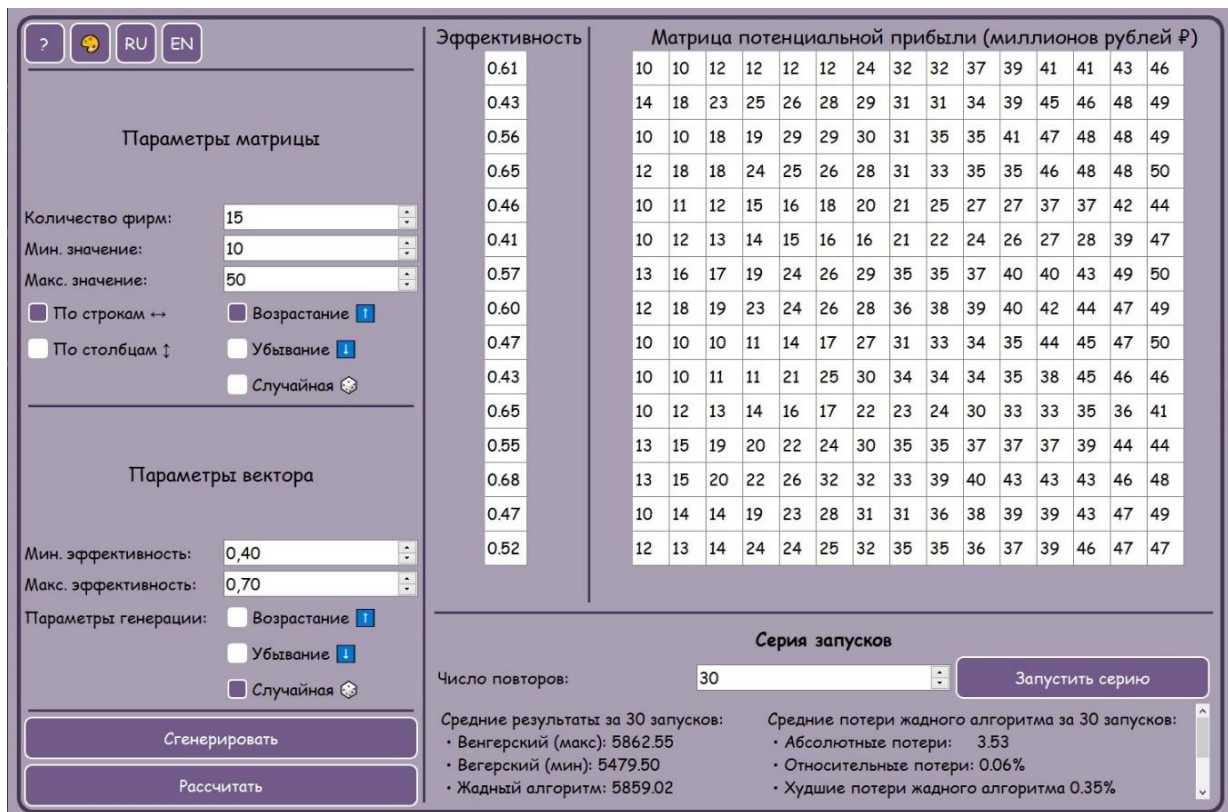 ? RU EN
Параметры матрицы
Количество фирм: 15
Мин. значение: 10
Макс. значение: 50
По строкам ↔ Возрастание ↑
По столбцам ↕ Убывание ↓
Случайная
Параметры вектора
Мин. эффективность: 0,40
Макс. эффективность: 0,70
Параметры генерации: Возрастание ↑
Убывание ↓
Случайная
Сгенерировать
Рассчитать
Эффективность
0.61
0.43
0.56
0.65
0.46
0.41
0.57
0.60
0.47
0.43
0.65
0.55
0.68
0.47
0.52
Матрица потенциальной прибыли (миллионов рублей ₽)
10 10 12 12 12 12 24 32 32 37 39 41 41 43 46
14 18 23 25 26 28 29 31 31 34 39 45 46 48 49
10 10 18 19 29 29 30 31 35 35 41 47 48 48 49
12 18 18 24 25 26 28 31 33 35 35 46 48 48 50
10 11 12 15 16 18 20 21 25 27 27 37 37 42 44
10 12 13 14 15 16 16 21 22 24 26 27 28 39 47
13 16 17 19 24 26 29 35 35 37 40 40 43 49 50
12 18 19 23 24 26 28 36 38 39 40 42 44 47 49
10 10 10 11 14 17 27 31 33 34 35 44 45 47 50
10 10 11 11 21 25 30 34 34 34 35 38 45 46 46
10 12 13 14 16 17 22 23 24 30 33 33 35 36 41
13 15 19 20 22 24 30 35 35 37 37 37 39 44 44
13 15 20 22 26 32 32 33 39 40 43 43 43 46 48
10 14 14 19 23 28 31 31 36 38 39 39 43 47 49
12 13 14 24 24 25 32 35 35 36 37 39 46 47 47
Серия запусков
Число повторов: 30 Запустить серию
Средние результаты за 30 запусков:
• Венгерский (макс): 5862.55
• Вегерский (мин): 5479.50
• Жадный алгоритм: 5859.02
Средние потери жадного алгоритма за 30 запусков:
• Абсолютные потери: 3.53
• Относительные потери: 0.06%
• Худшие потери жадного алгоритма 0.35%